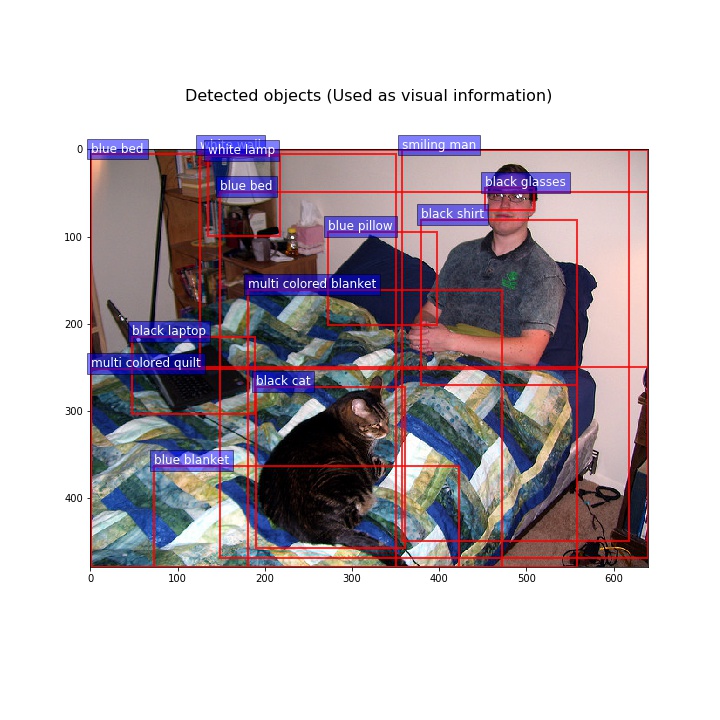 Detected objects (Used as visual information)
smiling man
blue bed
white lamp
black glasses
blue bed
black shirt
blue pillow
multi colored blanket
black laptop
multi colored quilt
black cat
blue blanket
0
100
200
300
400
0 100 200 300 400 500 600